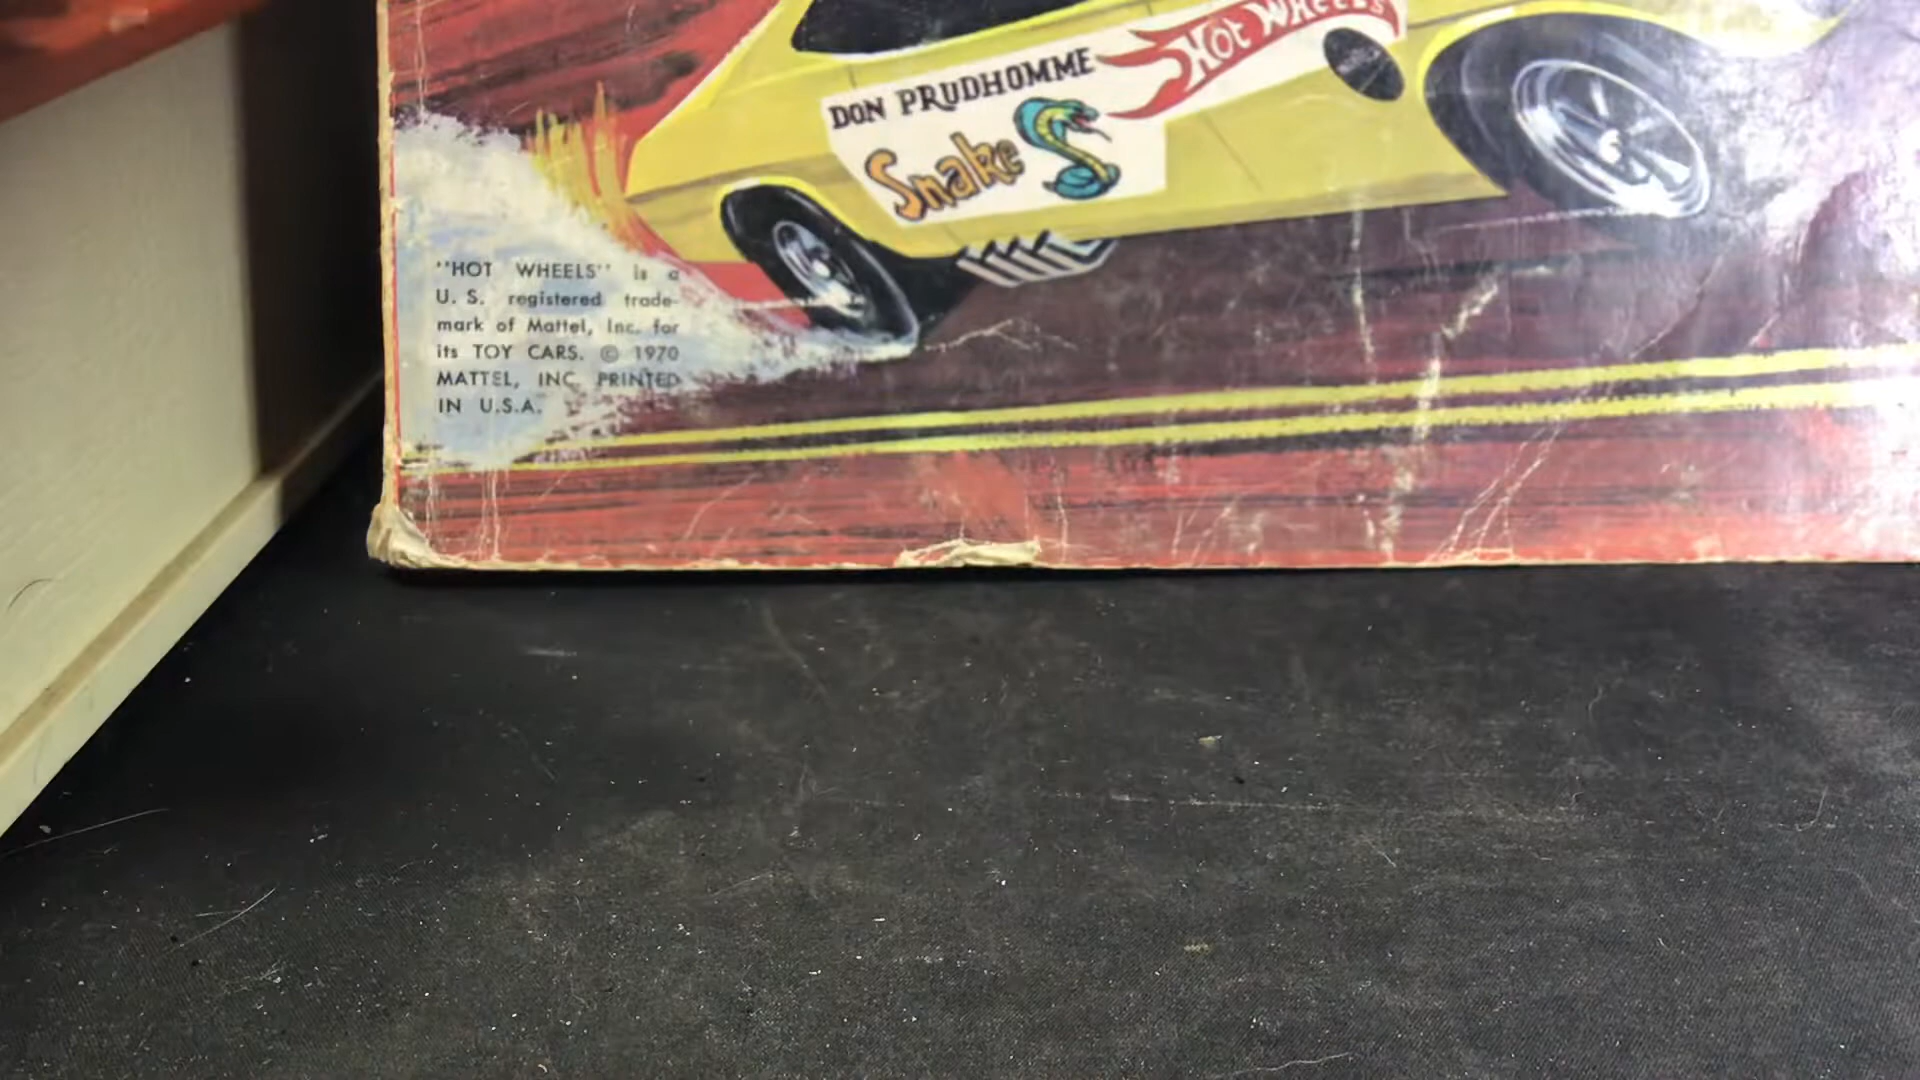 Hot WHEELS
DON PRUDHOMME
Snake
"HOT WHEELS" is a
U. S. registered trade-
mark of Mattel, Inc. for
its TOY CARS. © 1970
MATTEL, INC. PRINTED
IN U.S.A.